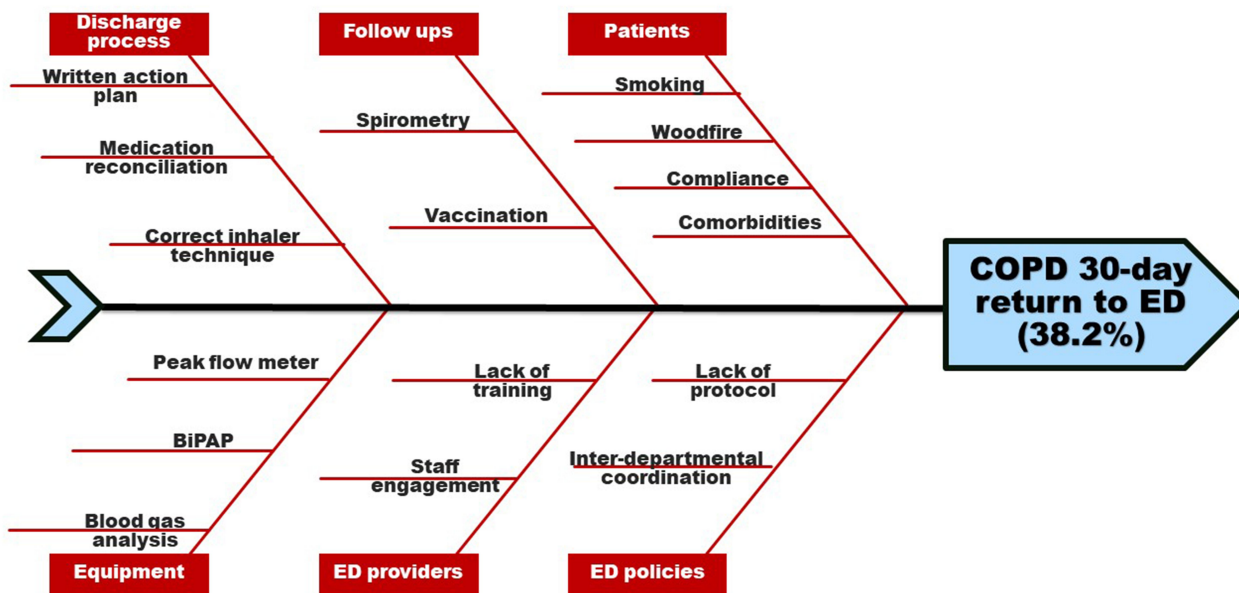 Discharge
process
Follow ups
Patients
Written action
plan
Medication
reconciliation
Correct inhaler
technique
Spirometry
Vaccination
Smoking
Woodfire
Compliance
Comorbidities
COPD 30-day
return to ED
(38.2%)
Peak flow meter
BiPAP
Blood gas
analysis
Lack of
training
Staff
engagement
Lack of
protocol
Inter-departmental
coordination
Equipment
ED providers
ED policies